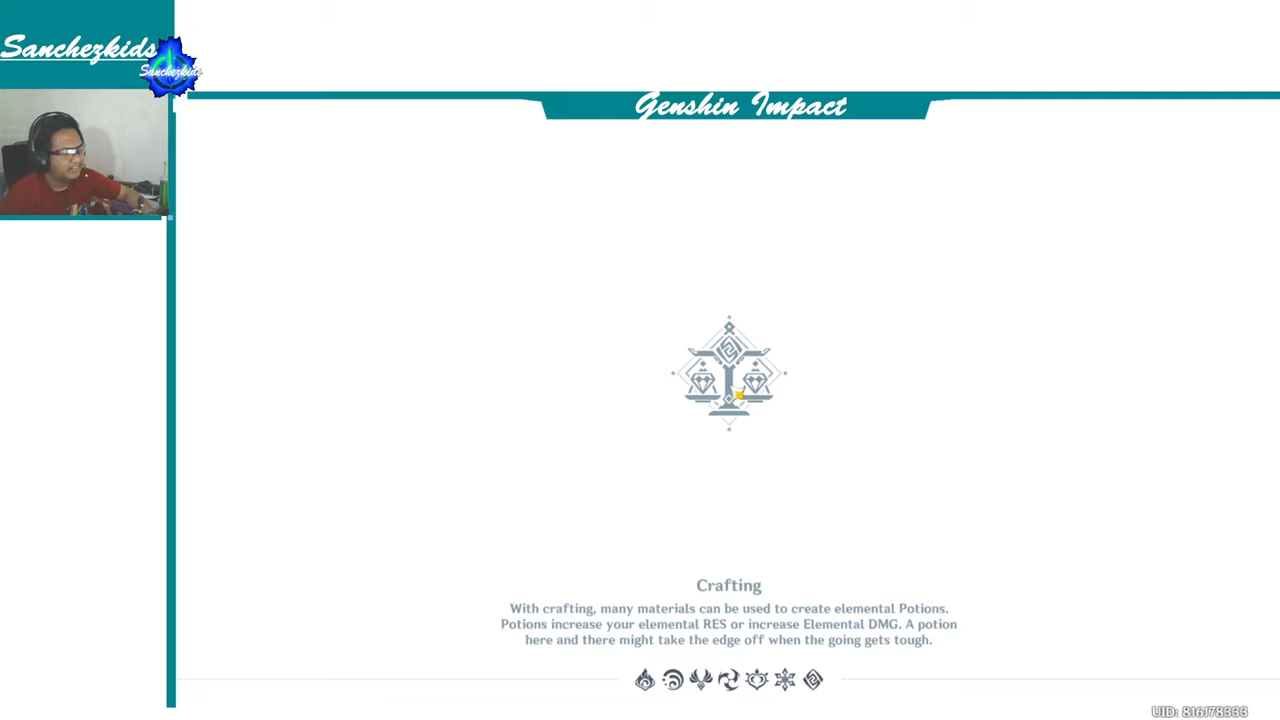 Sanchezkids
Sanchezkids
Genshin Impact
Crafting
With crafting, many materials can be used to create elemental Potions.
Potions increase your elemental RES or increase Elemental DMG. A potion
here and there might take the edge off when the going gets tough.
UID: 816178333